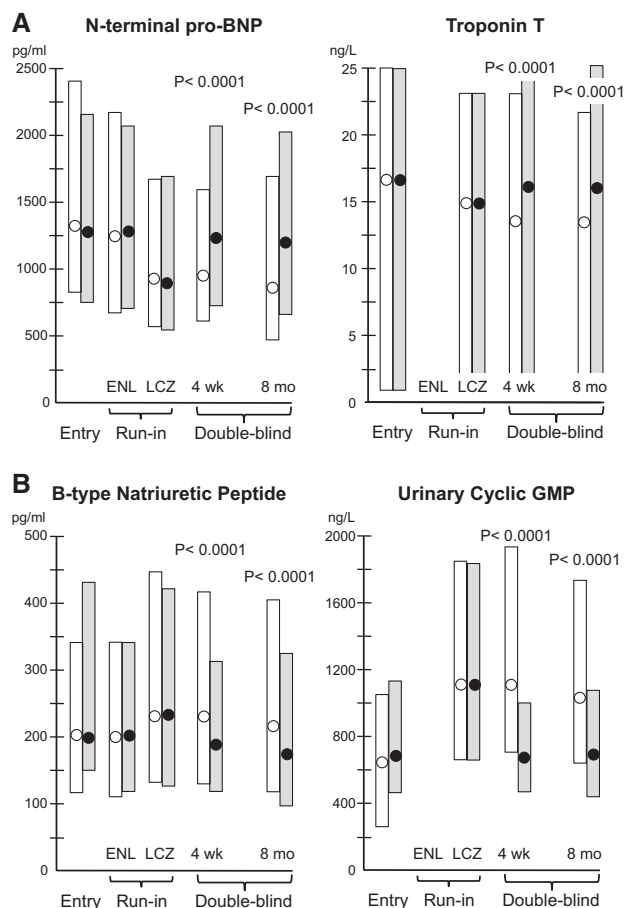 A
N-terminal pro-BNP
pg/ml
2500
2000
1500
1000
500
0
P< 0.0001
P< 0.0001
ENL LCZ 4 wk 8 mo
Entry Run-in Double-blind
Troponin T
ng/L
25
20
15
10
5
0
P< 0.0001
P< 0.0001
ENL LCZ 4 wk 8 mo
Entry Run-in Double-blind
B
B-type Natriuretic Peptide
pg/ml
500
400
300
200
100
0
P< 0.0001
P< 0.0001
ENL LCZ 4 wk 8 mo
Entry Run-in Double-blind
Urinary Cyclic GMP
ng/L
2000
1800
1200
800
400
0
P< 0.0001
P< 0.0001
ENL LCZ 4 wk 8 mo
Entry Run-in Double-blind